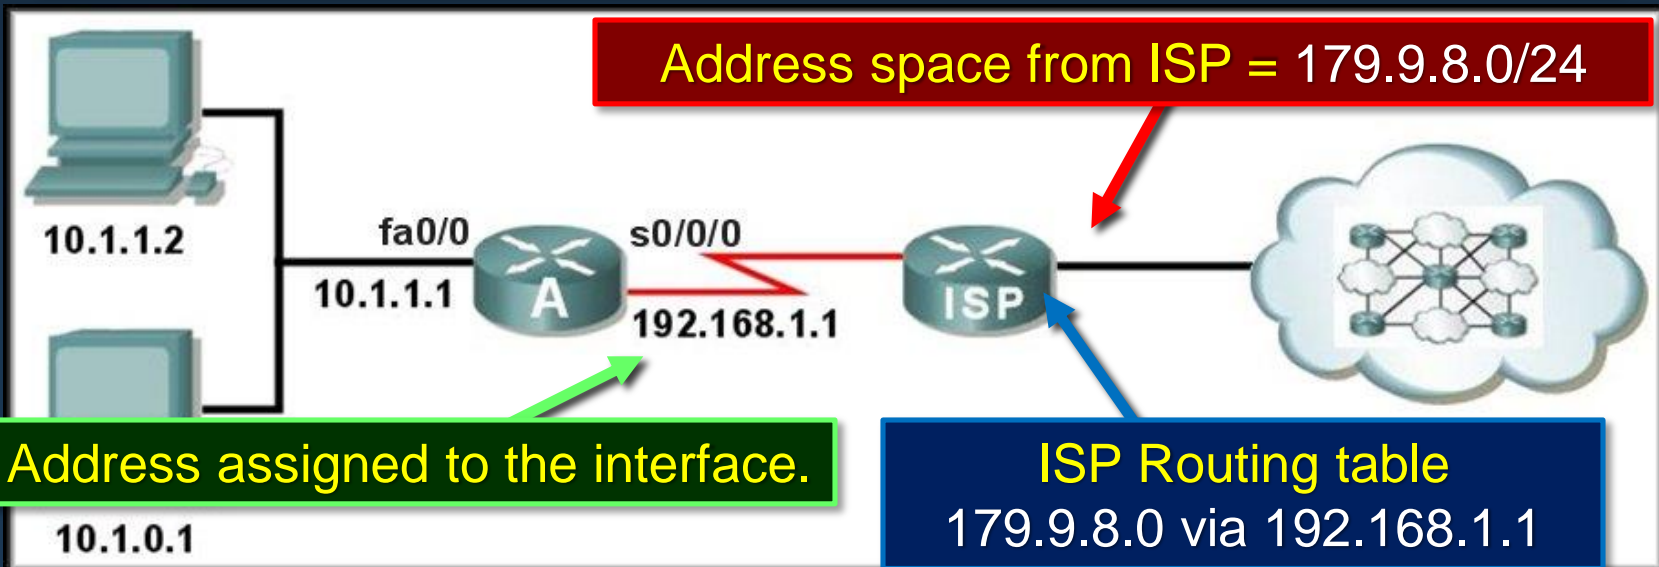 Address space from ISP = 179.9.8.0/24
10.1.1.2
fa0/0
s0/0/0
10.1.1.1
A
192.168.1.1
ISP
Address assigned to the interface.
ISP Routing table
179.9.8.0 via 192.168.1.1
10.1.0.1